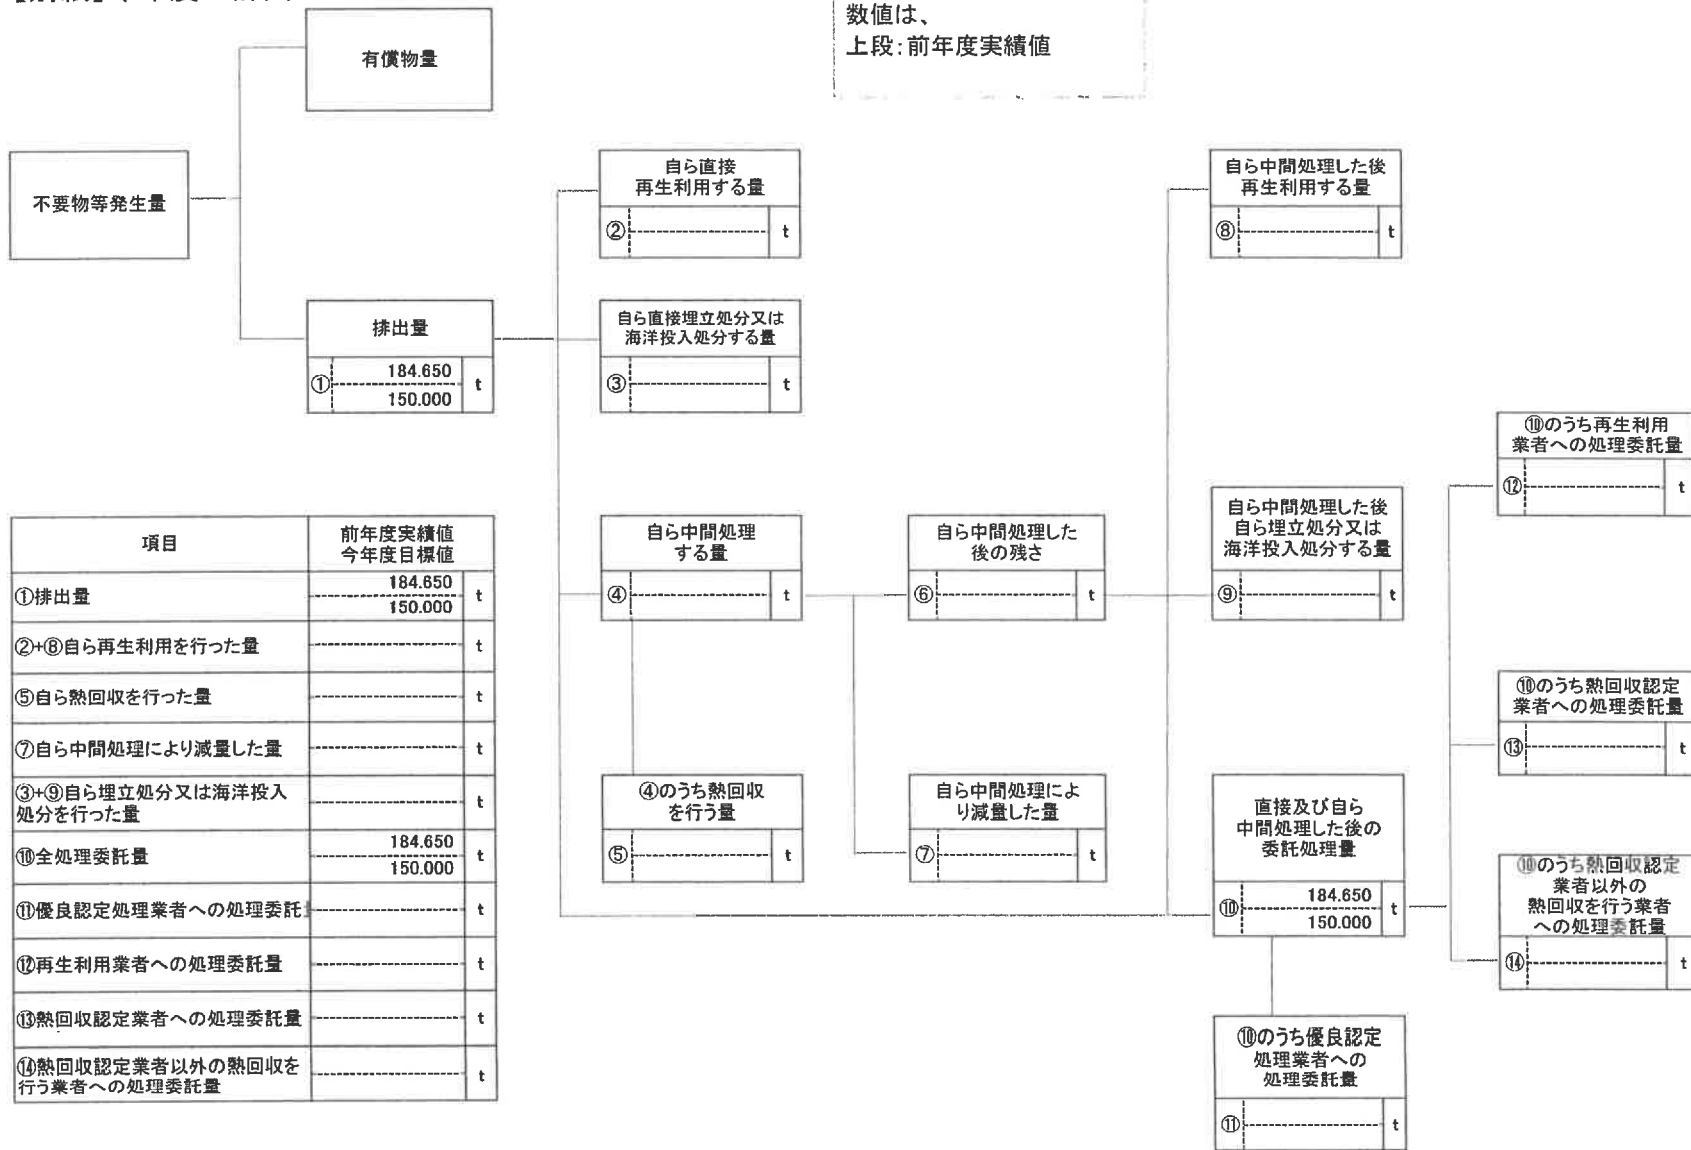 数値は、
上段:前年度実績値
有償物量
不要物等発生量
排出量
① 184.650 t
150.000
自ら直接
再生利用する量
② t
自ら直接埋立処分又は
海洋投入処分する量
③ t
自ら中間処理
する量
④ t
④のうち熱回収
を行う量
⑤ t
自ら中間処理した
後の残さ
⑥ t
自ら中間処理によ
り減量した量
⑦ t
自ら中間処理した後
再生利用する量
⑧ t
自ら中間処理した後
自ら埋立処分又は
海洋投入処分する量
⑨ t
直接及び自ら
中間処理した後の
委託処理量
⑩ 184.650 t
150.000
⑩のうち優良認定
処理業者への
処理委託量
⑪ t
⑩のうち再生利用
業者への処理委託量
⑫ t
⑩のうち熱回収認定
業者への処理委託量
⑬ t
⑩のうち熱回収認定
業者以外の
熱回収を行う業者
への処理委託量
⑭ t
項目 前年度実績値
今年度目標値
①排出量 184.650 t
150.000
②+⑧自ら再生利用を行った量 t
⑤自ら熱回収を行った量 t
⑦自ら中間処理により減量した量 t
③+⑨自ら埋立処分又は海洋投入
処分を行った量 t
⑩全処理委託量 184.650 t
150.000
⑪優良認定処理業者への処理委託 t
⑫再生利用業者への処理委託量 t
⑬熱回収認定業者への処理委託量 t
⑭熱回収認定業者以外の熱回収を
行う業者への処理委託量 t